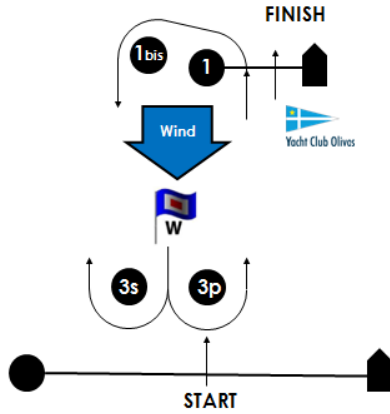 FINISH
1bis
1
Wind
Yacht Club Olives
W
3s
3p
START